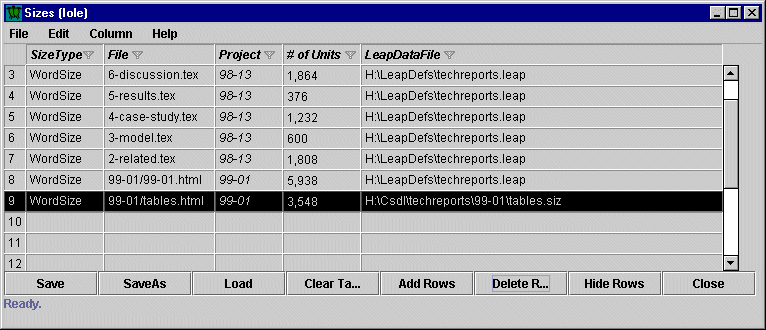 Sizes (Iole)
File Edit Column Help
SizeType File Project # of Units LeapDataFile
3 WordSize 6-discussion.tex 98-13 1,864 H:\LeapDefs\techreports.leap
4 WordSize 5-results.tex 98-13 376 H:\LeapDefs\techreports.leap
5 WordSize 4-case-study.tex 98-13 1,232 H:\LeapDefs\techreports.leap
6 WordSize 3-model.tex 98-13 600 H:\LeapDefs\techreports.leap
7 WordSize 2-related.tex 98-13 1,808 H:\LeapDefs\techreports.leap
8 WordSize 99-01/99-01.html 99-01 5,938 H:\LeapDefs\techreports.leap
9 WordSize 99-01/tables.html 99-01 3,548 H:\Csdl\techreports\99-01\tables.siz
10
11
12
Save SaveAs Load Clear Ta... Add Rows Delete R... Hide Rows Close
Ready.